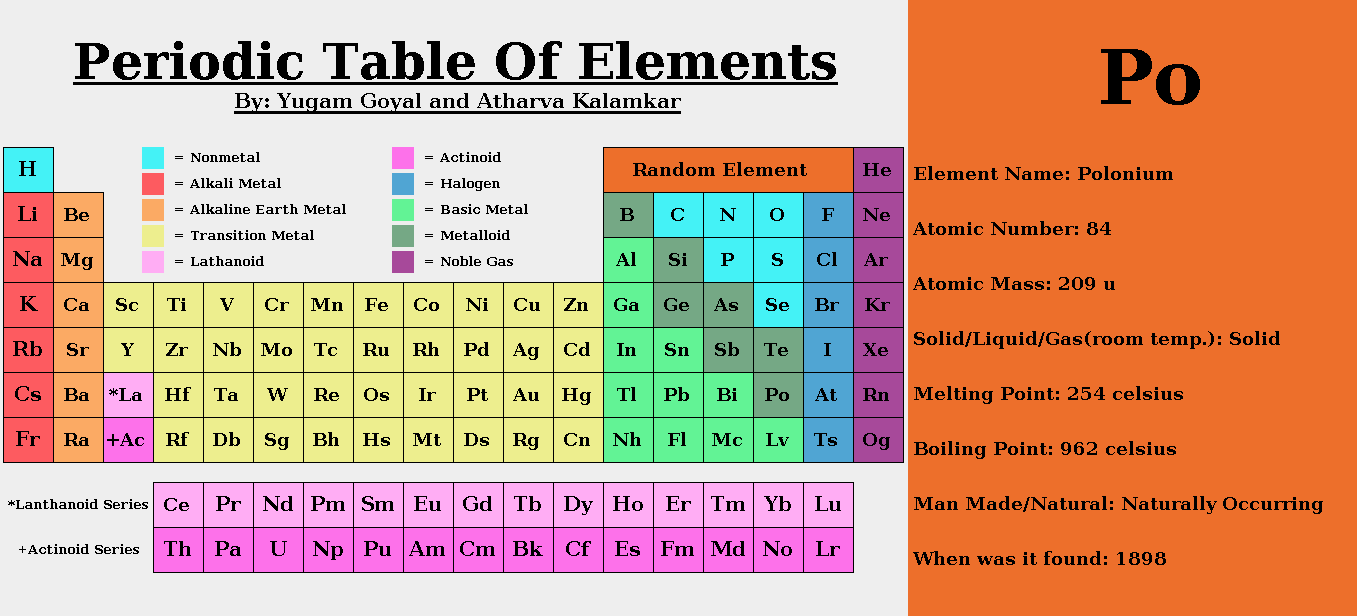 Periodic Table Of Elements
By: Yugam Goyal and Atharva Kalamkar
= Nonmetal = Actinoid
= Alkali Metal = Halogen
= Alkaline Earth Metal = Basic Metal
= Transition Metal = Metalloid
= Lathanoid = Noble Gas
H Random Element He
Li Be B C N O F Ne
Na Mg Al Si P S Cl Ar
K Ca Sc Ti V Cr Mn Fe Co Ni Cu Zn Ga Ge As Se Br Kr
Rb Sr Y Zr Nb Mo Tc Ru Rh Pd Ag Cd In Sn Sb Te I Xe
Cs Ba *La Hf Ta W Re Os Ir Pt Au Hg Tl Pb Bi Po At Rn
Fr Ra +Ac Rf Db Sg Bh Hs Mt Ds Rg Cn Nh Fl Mc Lv Ts Og
*Lanthanoid Series Ce Pr Nd Pm Sm Eu Gd Tb Dy Ho Er Tm Yb Lu
+Actinoid Series Th Pa U Np Pu Am Cm Bk Cf Es Fm Md No Lr
Po
Element Name: Polonium
Atomic Number: 84
Atomic Mass: 209 u
Solid/Liquid/Gas(room temp.): Solid
Melting Point: 254 celsius
Boiling Point: 962 celsius
Man Made/Natural: Naturally Occurring
When was it found: 1898